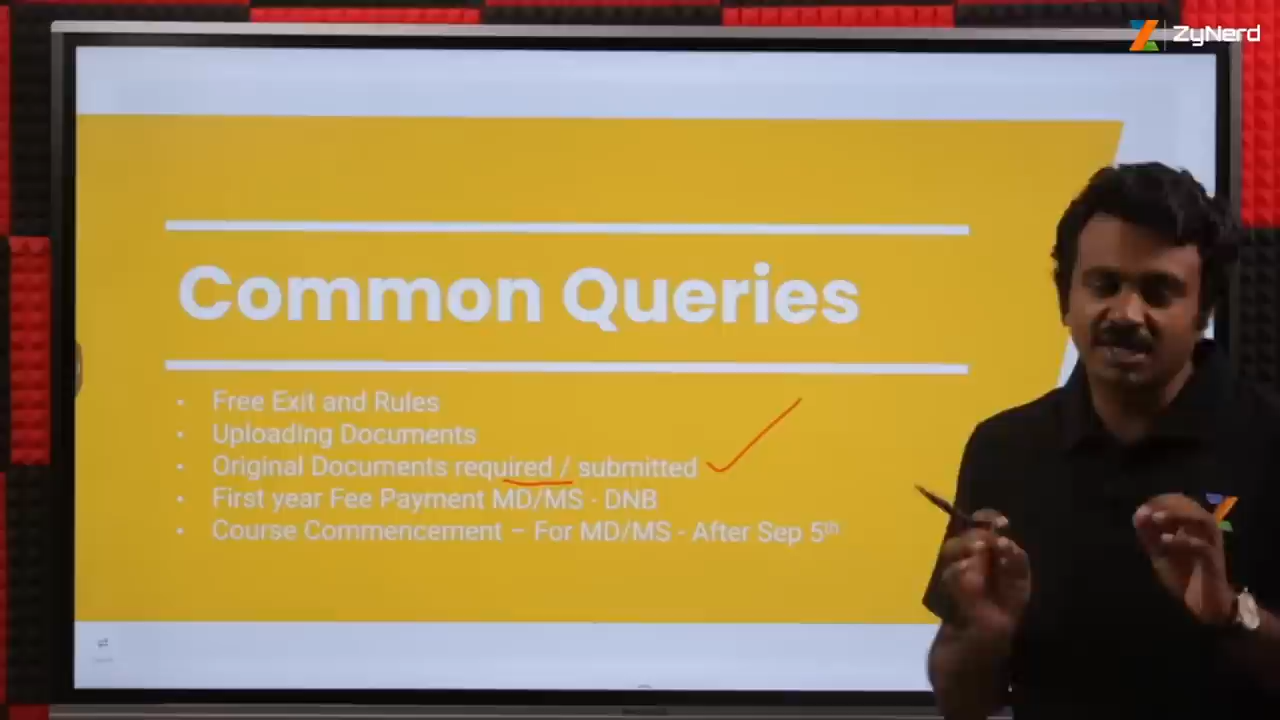 ZyNerd
Common Queries
• Free Exit and Rules
• Uploading Documents
• Original Documents required / submitted
• First year Fee Payment MD/MS - DNB
• Course Commencement – For MD/MS - After Sep 5th